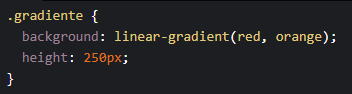 .gradiente {
  background: linear-gradient(red, orange);
  height: 250px;
}